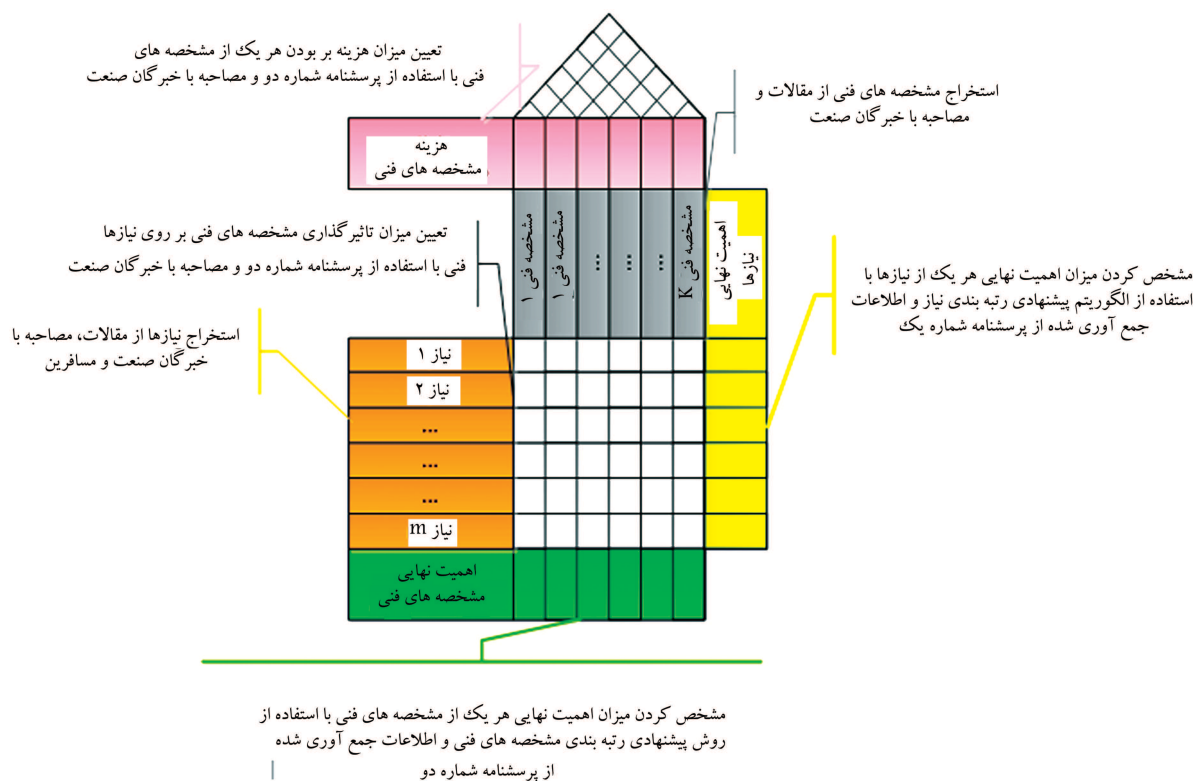 تعیین میزان هزینه بر بودن هر یک از مشخصه های
فنی با استفاده از پرسشنامه شماره دو و مصاحبه با خبرگان صنعت
استخراج مشخصه های فنی از مقالات و
مصاحبه با خبرگان صنعت
هزینه
مشخصه های فنی
تعیین میزان تاثیرگذاری مشخصه های فنی بر روی نیازها
فنی با استفاده از پرسشنامه شماره دو و مصاحبه با خبرگان صنعت
مشخصه فنی ۱
مشخصه فنی ۱
...
...
...
مشخصه فنی K
اهمیت نهایی
نیازها
مشخص کردن میزان اهمیت نهایی هر یک از نیازها با
استفاده از الگوریتم پیشنهادی رتبه بندی نیاز و اطلاعات
جمع آوری شده از پرسشنامه شماره یک
استخراج نیازها از مقالات، مصاحبه با
خبرگان صنعت و مسافرین
نیاز ۱
نیاز ۲
...
...
...
نیاز m
اهمیت نهایی
مشخصه های فنی
مشخص کردن میزان اهمیت نهایی هر یک از مشخصه های فنی با استفاده از
روش پیشنهادی رتبه بندی مشخصه های فنی و اطلاعات جمع آوری شده
از پرسشنامه شماره دو